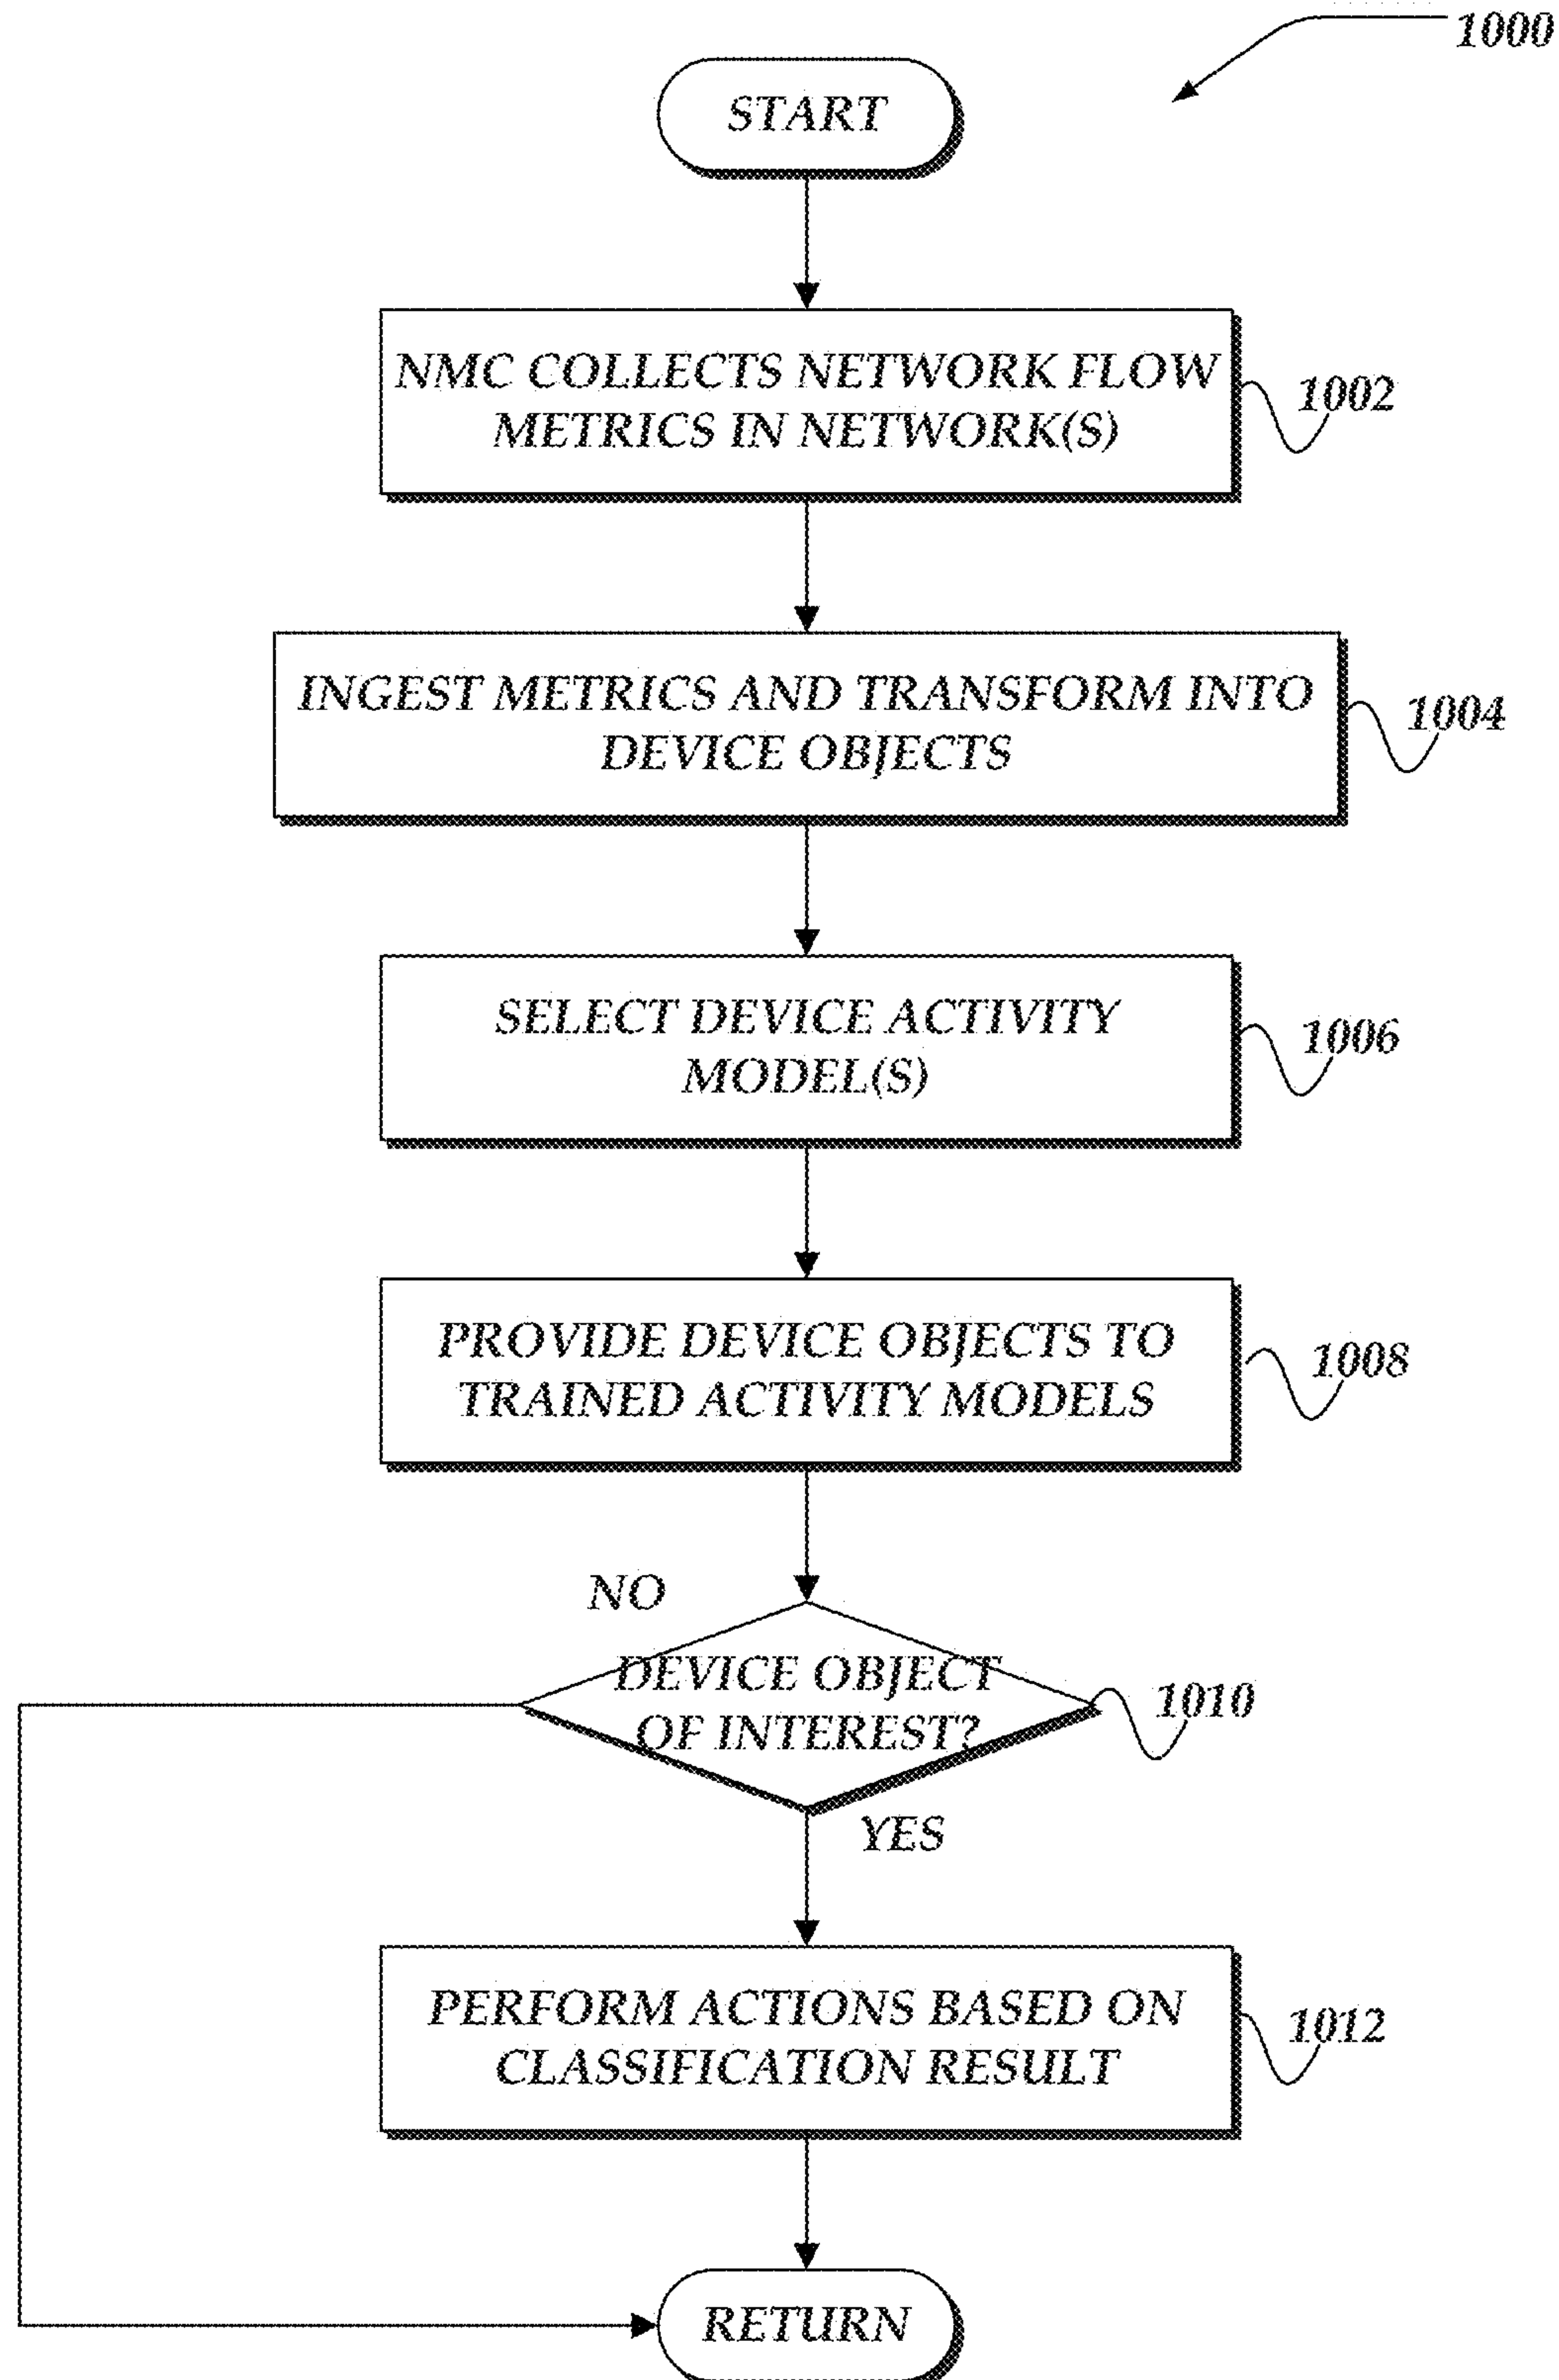 1000
START
NMC COLLECTS NETWORK FLOW
METRICS IN NETWORK(S)
1002
INGEST METRICS AND TRANSFORM INTO
DEVICE OBJECTS
1004
SELECT DEVICE ACTIVITY
MODEL(S)
1006
PROVIDE DEVICE OBJECTS TO
TRAINED ACTIVITY MODELS
1008
NO
DEVICE OBJECT
OF INTEREST?
1010
YES
PERFORM ACTIONS BASED ON
CLASSIFICATION RESULT
1012
RETURN